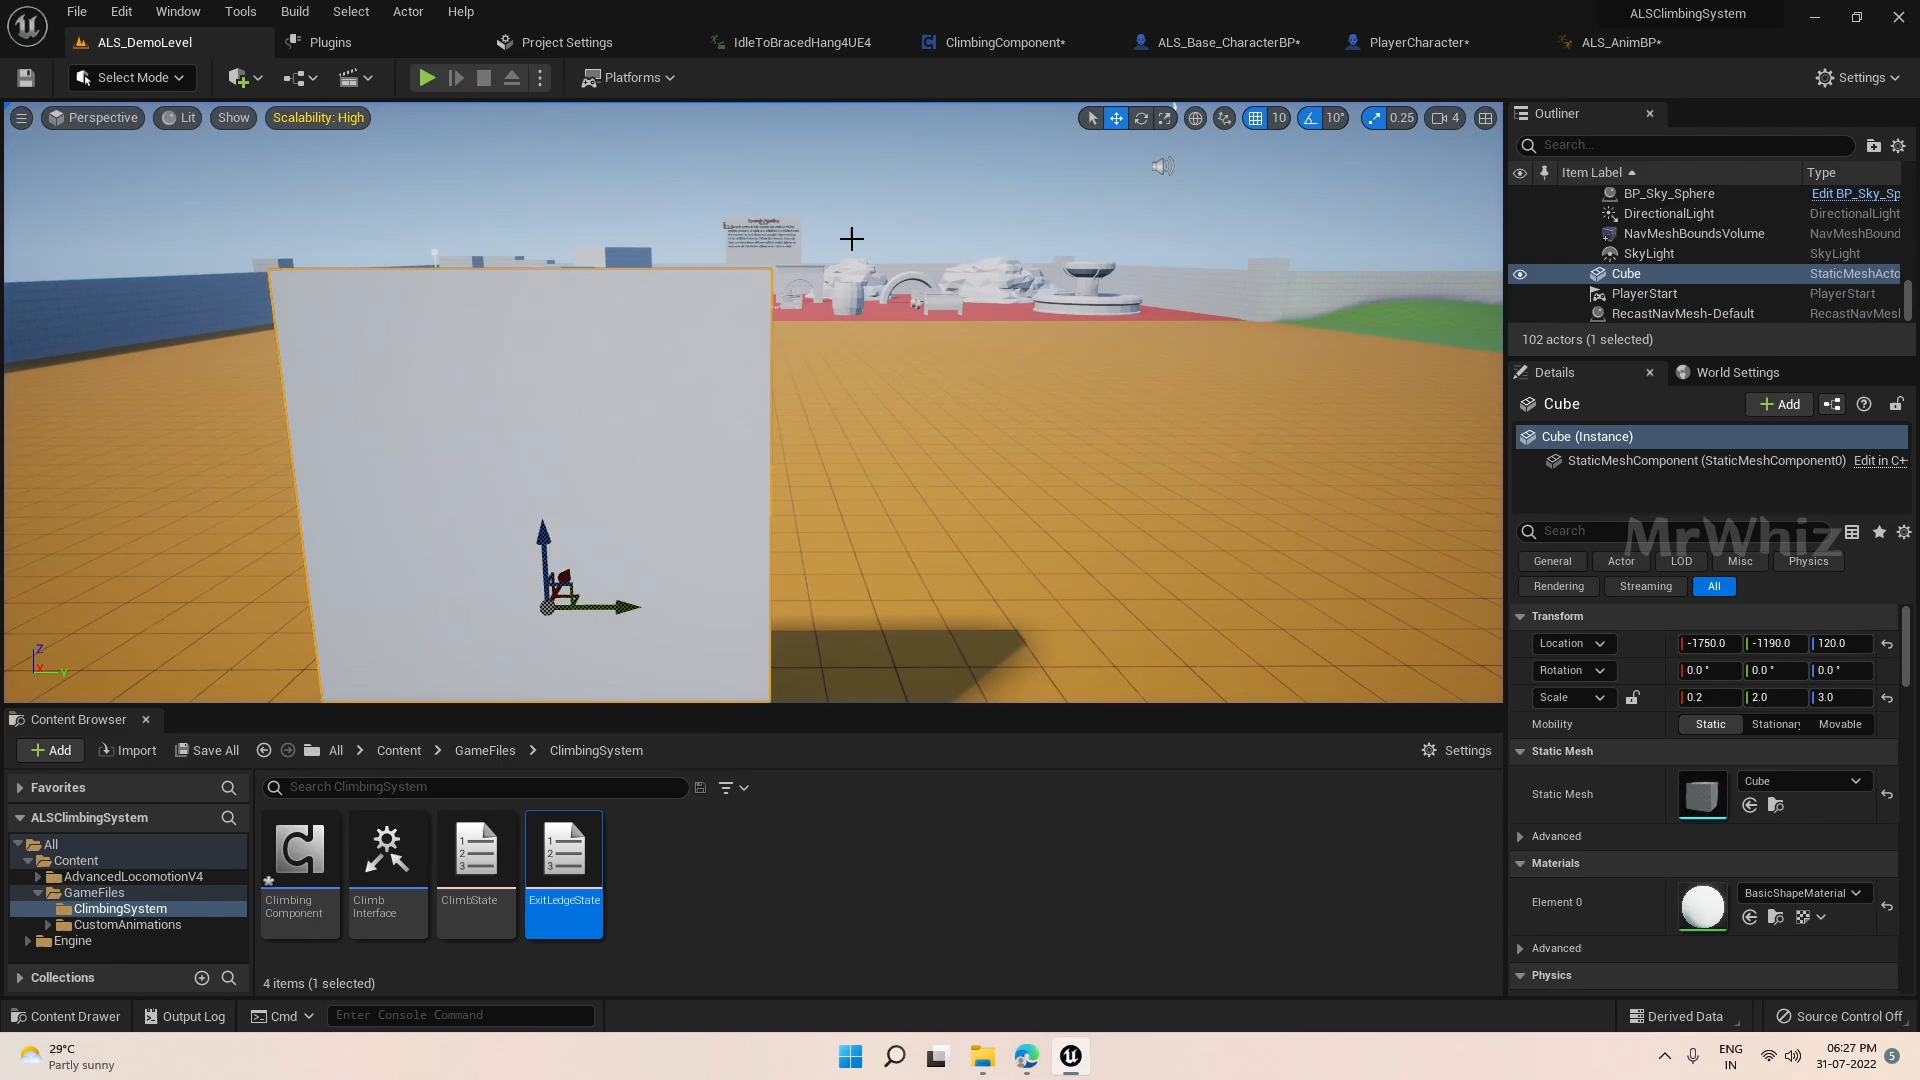 File Edit Window Tools Build Select Actor Help
ALSClimbingSystem
ALS_DemoLevel Plugins Project Settings IdleToBracedHang4UE4 ClimbingComponent* ALS_Base_CharacterBP* PlayerCharacter* ALS_AnimBP*
Select Mode Platforms Settings
Perspective Lit Show Scalability: High 10 10° 0.25 4
Outliner
Search...
Item Label Type
BP_Sky_Sphere Edit BP_Sky_Sp
DirectionalLight DirectionalLight
NavMeshBoundsVolume NavMeshBound
SkyLight SkyLight
Cube StaticMeshActo
PlayerStart PlayerStart
RecastNavMesh-Default RecastNavMesl
102 actors (1 selected)
Details World Settings
Cube Add
Cube (Instance)
StaticMeshComponent (StaticMeshComponent0) Edit in C+
Search
MrWhiz
General Actor LOD Misc Physics
Rendering Streaming All
Transform
Location -1750.0 -1190.0 120.0
Rotation 0.0 ° 0.0 ° 0.0 °
Scale 0.2 2.0 3.0
Mobility Static Stationary Movable
Static Mesh
Static Mesh Cube
Advanced
Materials
Element 0 BasicShapeMaterial
Advanced
Physics
Z
X
Y
Content Browser
Add Import Save All All Content GameFiles ClimbingSystem Settings
Favorites
ALSClimbingSystem
All
Content
AdvancedLocomotionV4
GameFiles
ClimbingSystem
CustomAnimations
Engine
Collections
Search ClimbingSystem
Climbing
Component
Climb
Interface
ClimbState
ExitLedgeState
4 items (1 selected)
Content Drawer Output Log Cmd Enter Console Command Derived Data Source Control Off
29°C
Partly sunny
ENG
IN
06:27 PM
31-07-2022
5